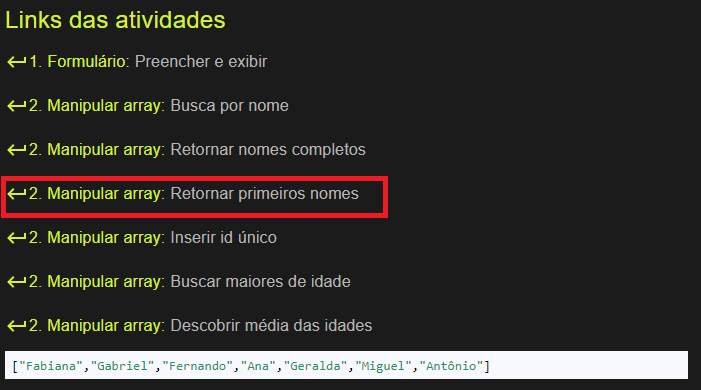 Links das atividades
1. Formulário: Preencher e exibir
2. Manipular array: Busca por nome
2. Manipular array: Retornar nomes completos
2. Manipular array: Retornar primeiros nomes
2. Manipular array: Inserir id único
2. Manipular array: Buscar maiores de idade
2. Manipular array: Descobrir média das idades
["Fabiana","Gabriel","Fernando","Ana","Geralda","Miguel","Antônio"]